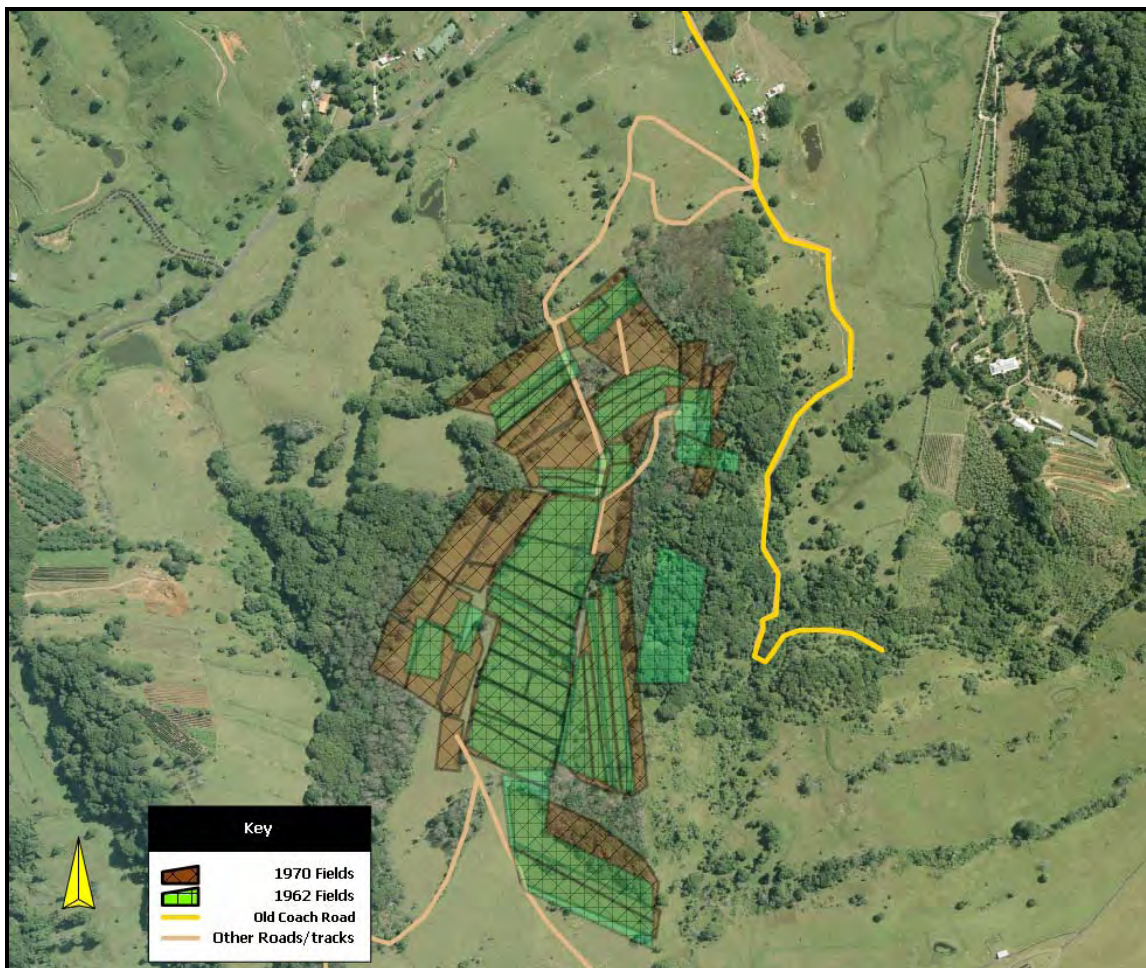 Key
1970 Fields
1962 Fields
Old Coach Road
Other Roads/tracks